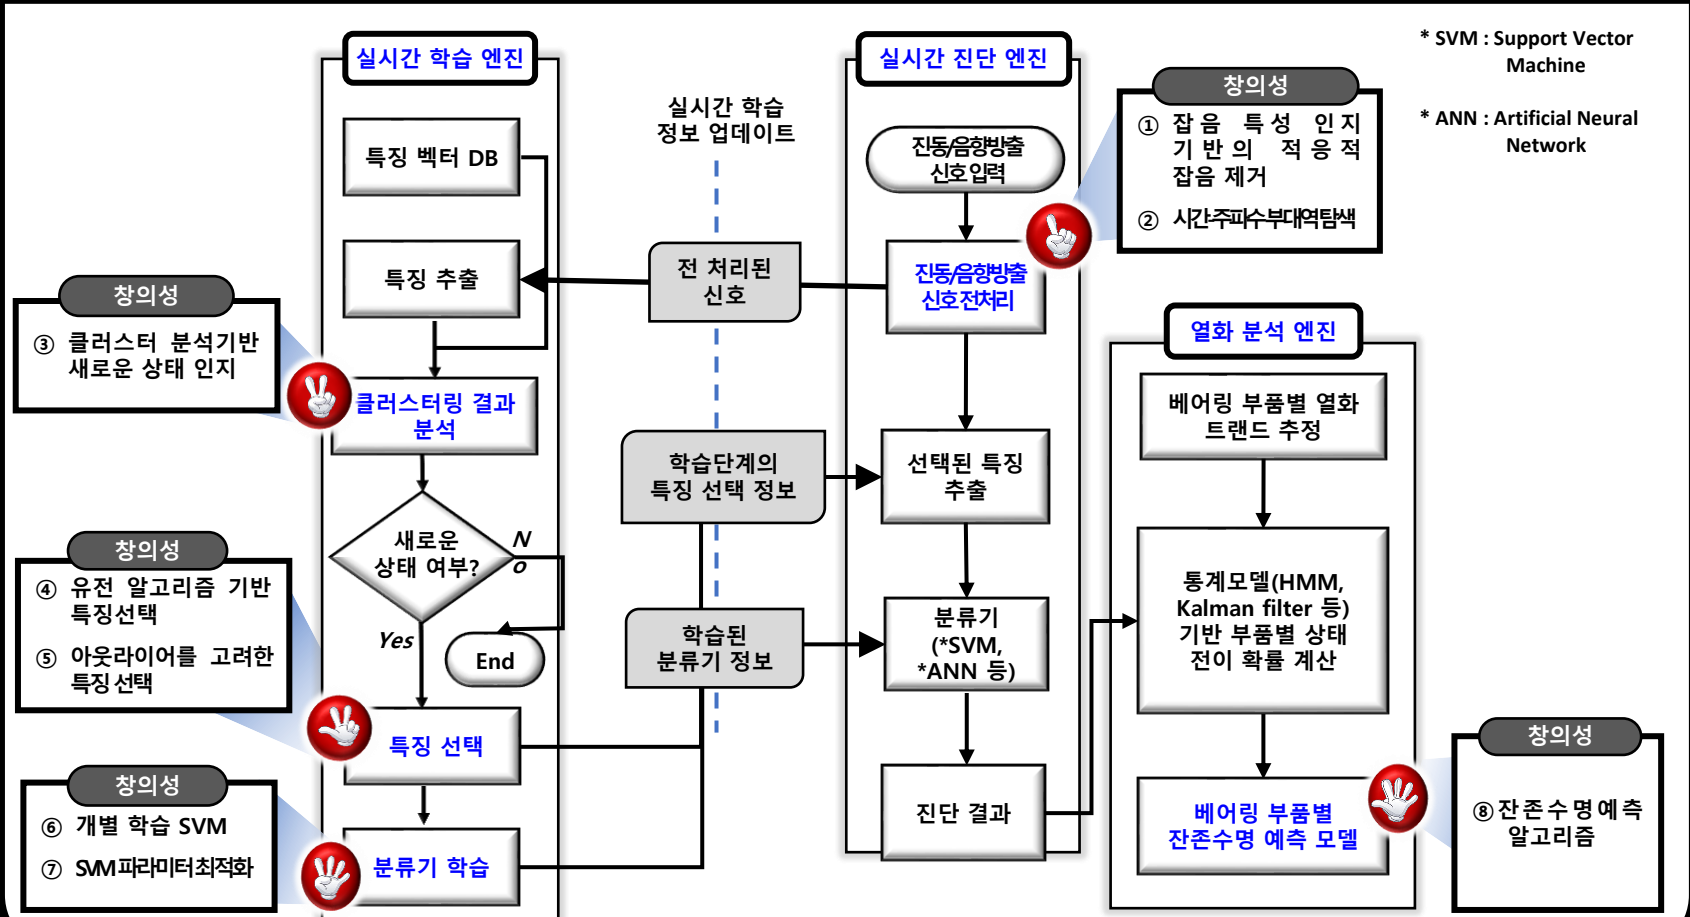 실시간 학습 엔진
특징 벡터 DB
특징 추출
클러스터링 결과
분석
새로운
상태 여부?
No
Yes
End
특징 선택
분류기 학습
창의성
③ 클러스터 분석기반
새로운 상태 인지
창의성
④ 유전 알고리즘 기반
특징선택
⑤ 아웃라이어를 고려한
특징선택
창의성
⑥ 개별 학습 SVM
⑦ SVM 파라미터 최적화
실시간 학습
정보 업데이트
전 처리된
신호
학습단계의
특징 선택 정보
학습된
분류기 정보
실시간 진단 엔진
진동/음향방출
신호 입력
진동/음향방출
신호 전처리
선택된 특징
추출
분류기
(*SVM,
*ANN 등)
진단 결과
창의성
① 잡음 특성 인지
기반의 적응적
잡음 제거
② 시간-주파수 부대역 탐색
* SVM : Support Vector
Machine
* ANN : Artificial Neural
Network
열화 분석 엔진
베어링 부품별 열화
트랜드 추정
통계모델(HMM,
Kalman filter 등)
기반 부품별 상태
전이 확률 계산
베어링 부품별
잔존수명 예측 모델
창의성
⑧ 잔존수명예측
알고리즘